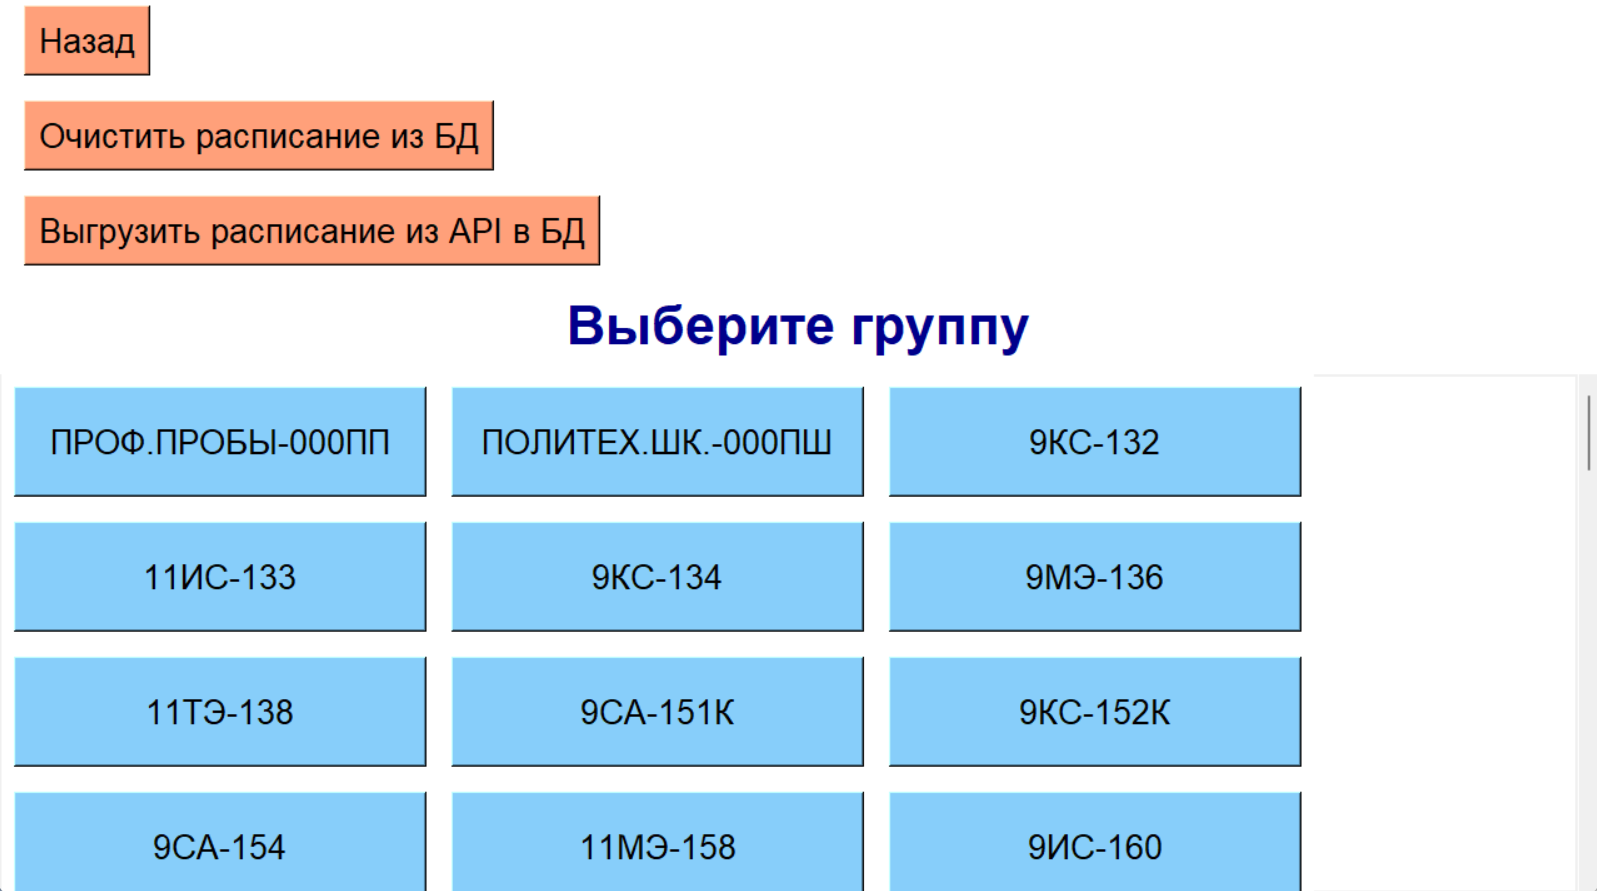 Назад
Очистить расписание из БД
Выгрузить расписание из API в БД
Выберите группу
ПРОФ.ПРОБЫ-000ПП
ПОЛИТЕХ.ШК.-000ПШ
9КС-132
11ИС-133
9КС-134
9МЭ-136
11ТЭ-138
9СА-151К
9КС-152К
9СА-154
11МЭ-158
9ИС-160